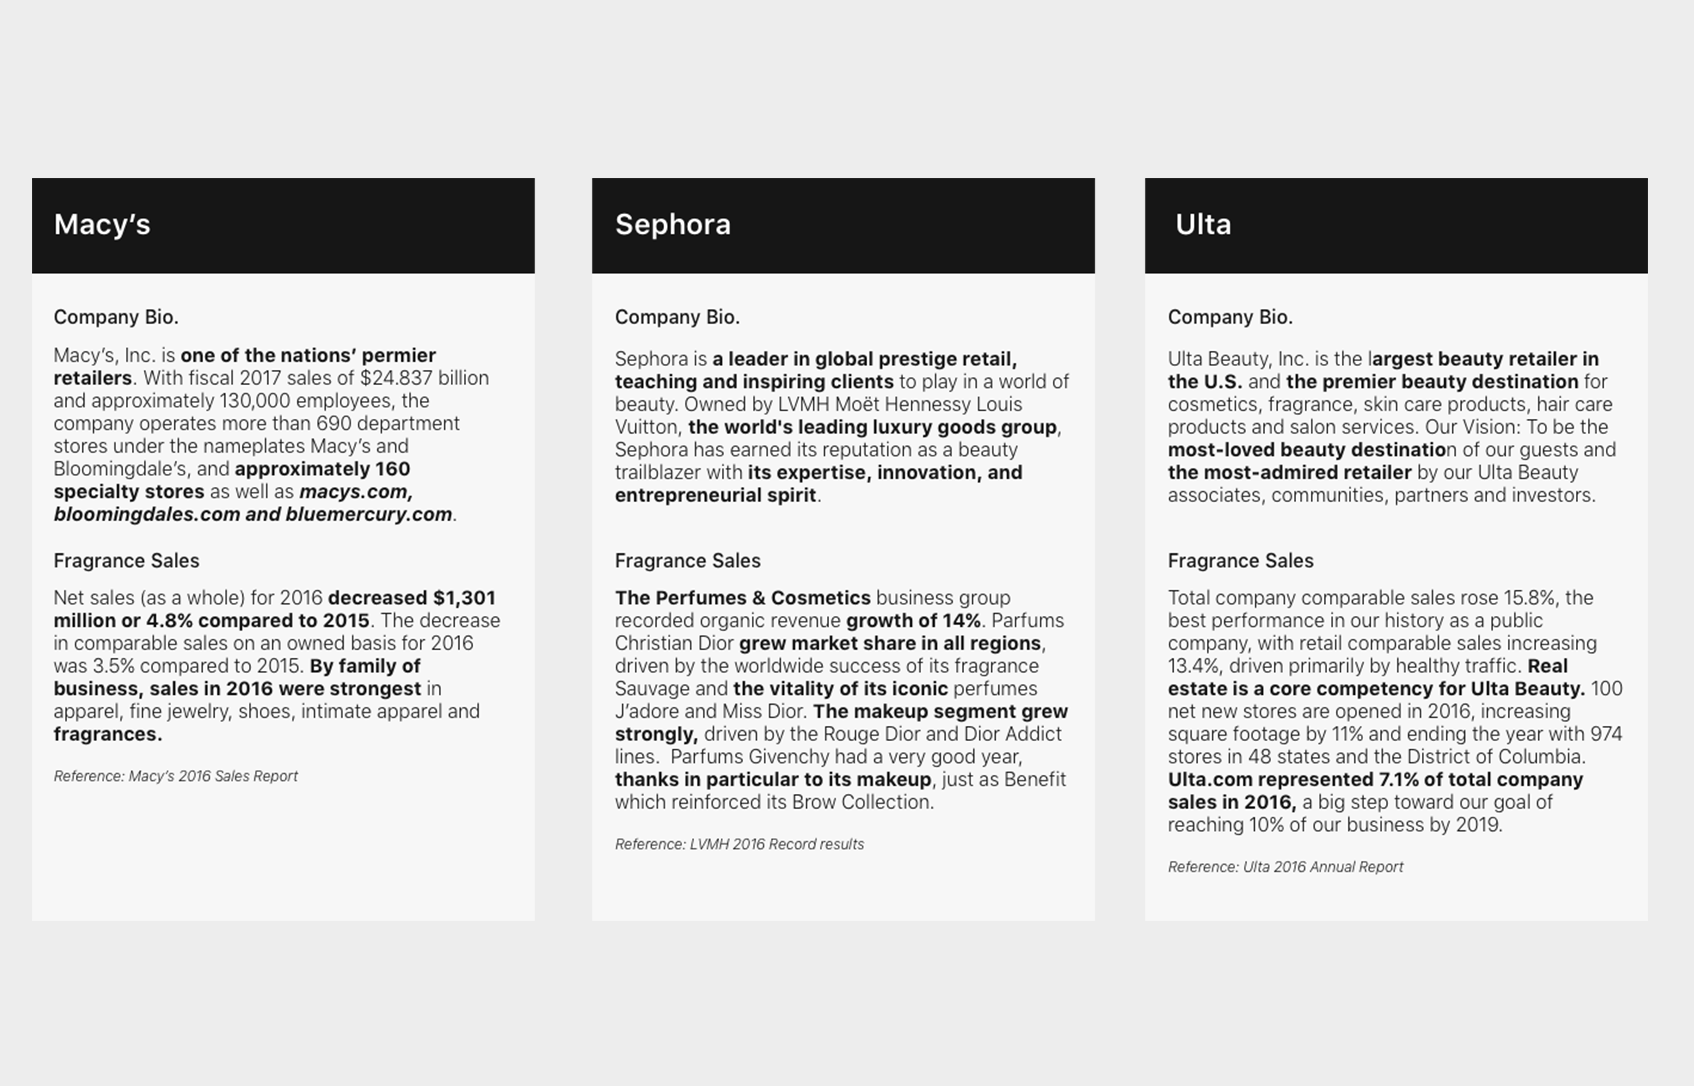 Macy’s
Company Bio.
Macy’s, Inc. is one of the nations’ permier
retailers. With fiscal 2017 sales of $24.837 billion
and approximately 130,000 employees, the
company operates more than 690 department
stores under the nameplates Macy’s and
Bloomingdale’s, and approximately 160
specialty stores as well as macys.com,
bloomingdales.com and bluemercury.com.
Fragrance Sales
Net sales (as a whole) for 2016 decreased $1,301
million or 4.8% compared to 2015. The decrease
in comparable sales on an owned basis for 2016
was 3.5% compared to 2015. By family of
business, sales in 2016 were strongest in
apparel, fine jewelry, shoes, intimate apparel and
fragrances.
Reference: Macy’s 2016 Sales Report
Sephora
Company Bio.
Sephora is a leader in global prestige retail,
teaching and inspiring clients to play in a world of
beauty. Owned by LVMH Moët Hennessy Louis
Vuitton, the world's leading luxury goods group,
Sephora has earned its reputation as a beauty
trailblazer with its expertise, innovation, and
entrepreneurial spirit.
Fragrance Sales
The Perfumes & Cosmetics business group
recorded organic revenue growth of 14%. Parfums
Christian Dior grew market share in all regions,
driven by the worldwide success of its fragrance
Sauvage and the vitality of its iconic perfumes
J’adore and Miss Dior. The makeup segment grew
strongly, driven by the Rouge Dior and Dior Addict
lines.  Parfums Givenchy had a very good year,
thanks in particular to its makeup, just as Benefit
which reinforced its Brow Collection.
Reference: LVMH 2016 Record results
Ulta
Company Bio.
Ulta Beauty, Inc. is the largest beauty retailer in
the U.S. and the premier beauty destination for
cosmetics, fragrance, skin care products, hair care
products and salon services. Our Vision: To be the
most-loved beauty destination of our guests and
the most-admired retailer by our Ulta Beauty
associates, communities, partners and investors.
Fragrance Sales
Total company comparable sales rose 15.8%, the
best performance in our history as a public
company, with retail comparable sales increasing
13.4%, driven primarily by healthy traffic. Real
estate is a core competency for Ulta Beauty. 100
net new stores are opened in 2016, increasing
square footage by 11% and ending the year with 974
stores in 48 states and the District of Columbia.
Ulta.com represented 7.1% of total company
sales in 2016, a big step toward our goal of
reaching 10% of our business by 2019.
Reference: Ulta 2016 Annual Report